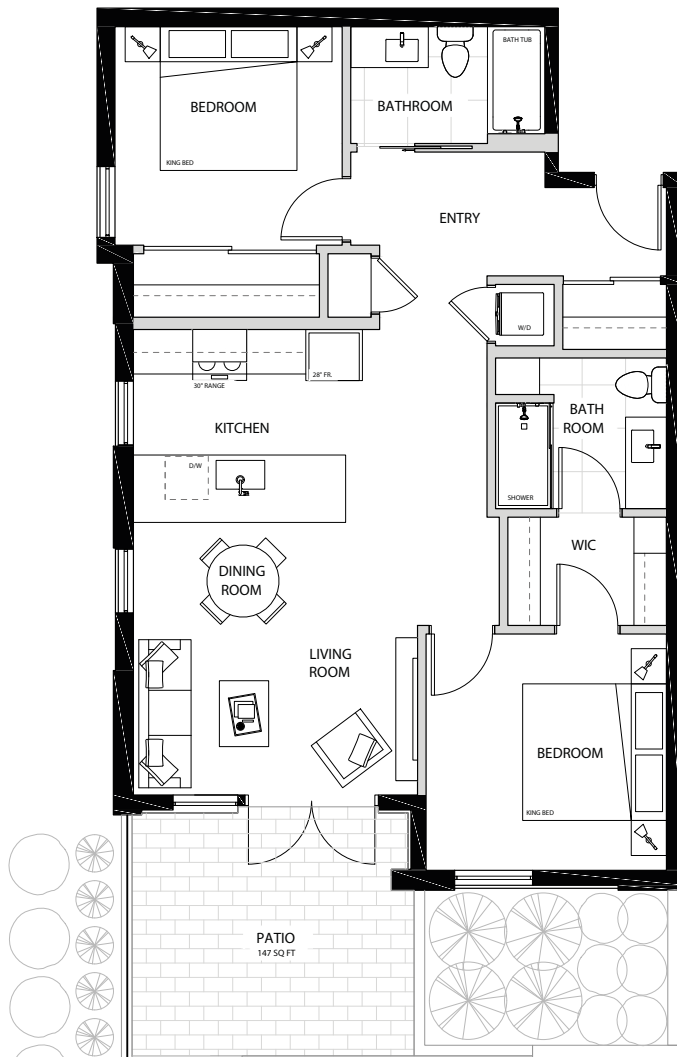 BATH TUB
BEDROOM
BATHROOM
KING BED
ENTRY
W/D
30" RANGE
28" FR.
BATH
ROOM
KITCHEN
D/W
SHOWER
WIC
DINING
ROOM
LIVING
ROOM
BEDROOM
KING BED
PATIO
147 SQ FT